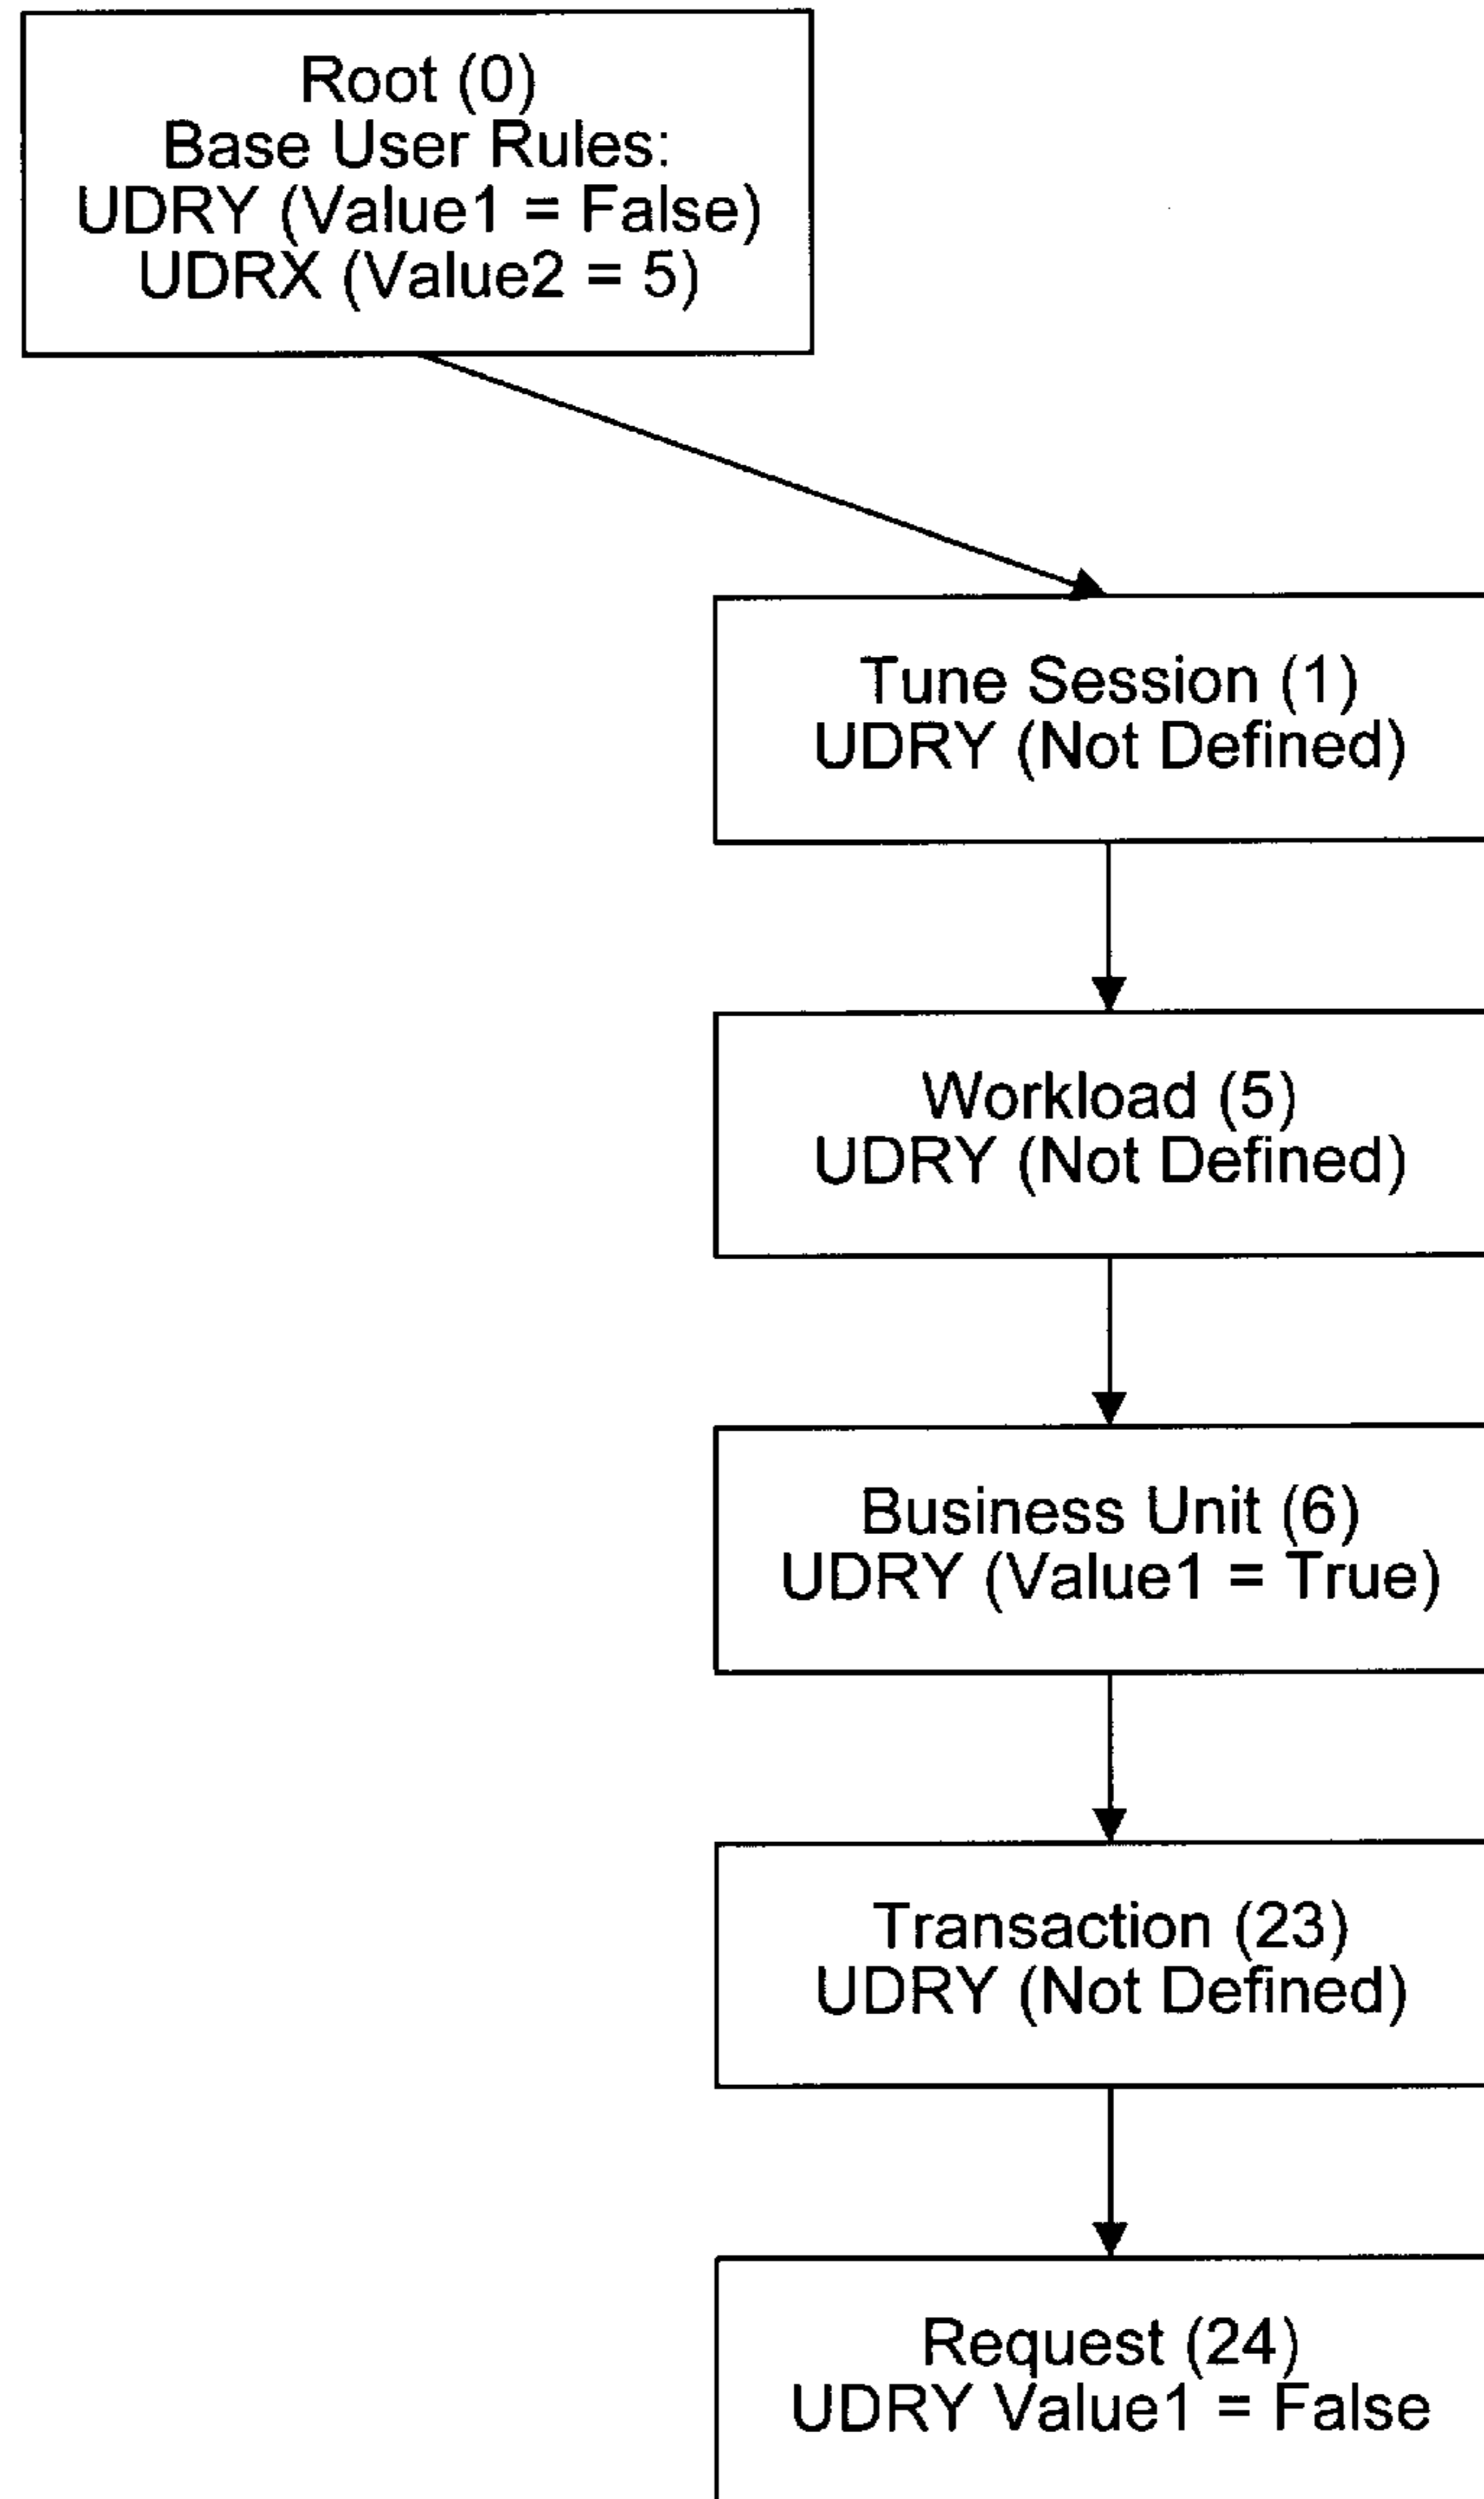 Root (0)
Base User Rules:
UDRY (Value1 = False)
UDRX (Value2 = 5)
Tune Session (1)
UDRY (Not Defined)
Workload (5)
UDRY (Not Defined)
Business Unit (6)
UDRY (Value1 = True)
Transaction (23)
UDRY (Not Defined)
Request (24)
UDRY Value1 = False